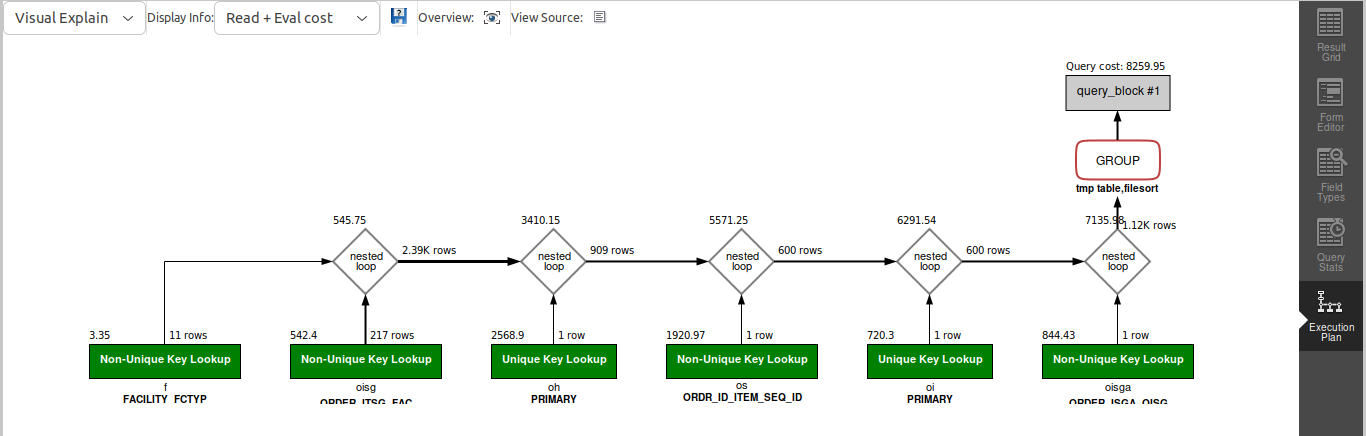 Visual Explain
Display Info:
Read + Eval cost
Overview:
View Source:
Result
Grid
Form
Editor
Field
Types
Query
Stats
Execution
Plan
Query cost: 8259.95
query_block #1
GROUP
tmp table,filesort
545.75
3410.15
5571.25
6291.54
7135.98
1.12K rows
nested
loop
2.39K rows
nested
loop
909 rows
nested
loop
600 rows
nested
loop
600 rows
nested
loop
3.35
11 rows
542.4
217 rows
2568.9
1 row
1920.97
1 row
720.3
1 row
844.43
1 row
Non-Unique Key Lookup
Non-Unique Key Lookup
Unique Key Lookup
Non-Unique Key Lookup
Unique Key Lookup
Non-Unique Key Lookup
f
oisg
oh
os
oi
oisga
FACILITY_FCTYP
ORDER_ITSG_FAC
PRIMARY
ORDR_ID_ITEM_SEQ_ID
PRIMARY
ORDER_ISGA_OISG